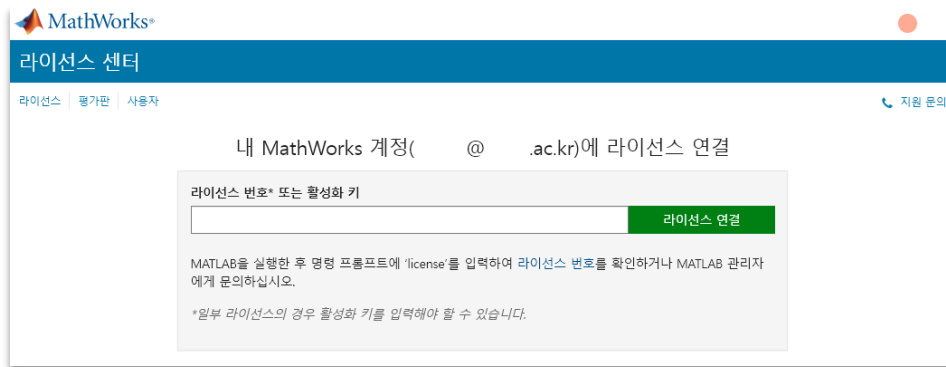 MathWorks®
라이선스 센터
라이선스 평가판 사용자
지원 문의
내 MathWorks 계정( @ .ac.kr)에 라이선스 연결
라이선스 번호* 또는 활성화 키
라이선스 연결
MATLAB을 실행한 후 명령 프롬프트에 'license'를 입력하여 라이선스 번호를 확인하거나 MATLAB 관리자
에게 문의하십시오.
*일부 라이선스의 경우 활성화 키를 입력해야 할 수 있습니다.